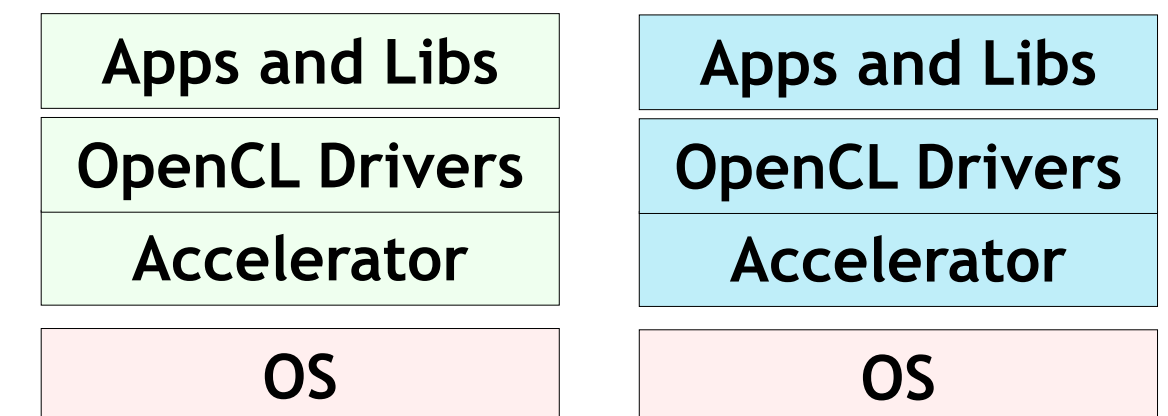 Apps and Libs
OpenCL Drivers
Accelerator
OS
Apps and Libs
OpenCL Drivers
Accelerator
OS